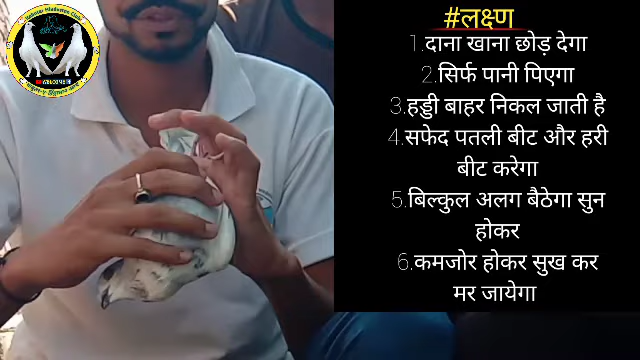 #लक्ष्ण
1.दाना खाना छोड़ देगा
2.सिर्फ पानी पिएगा
3.हड्डी बाहर निकल जाती है
4.सफेद पतली बीट और हरी
बीट करेगा
5.बिल्कुल अलग बैठेगा सुन
होकर
6.कमजोर होकर सुख कर
मर जायेगा